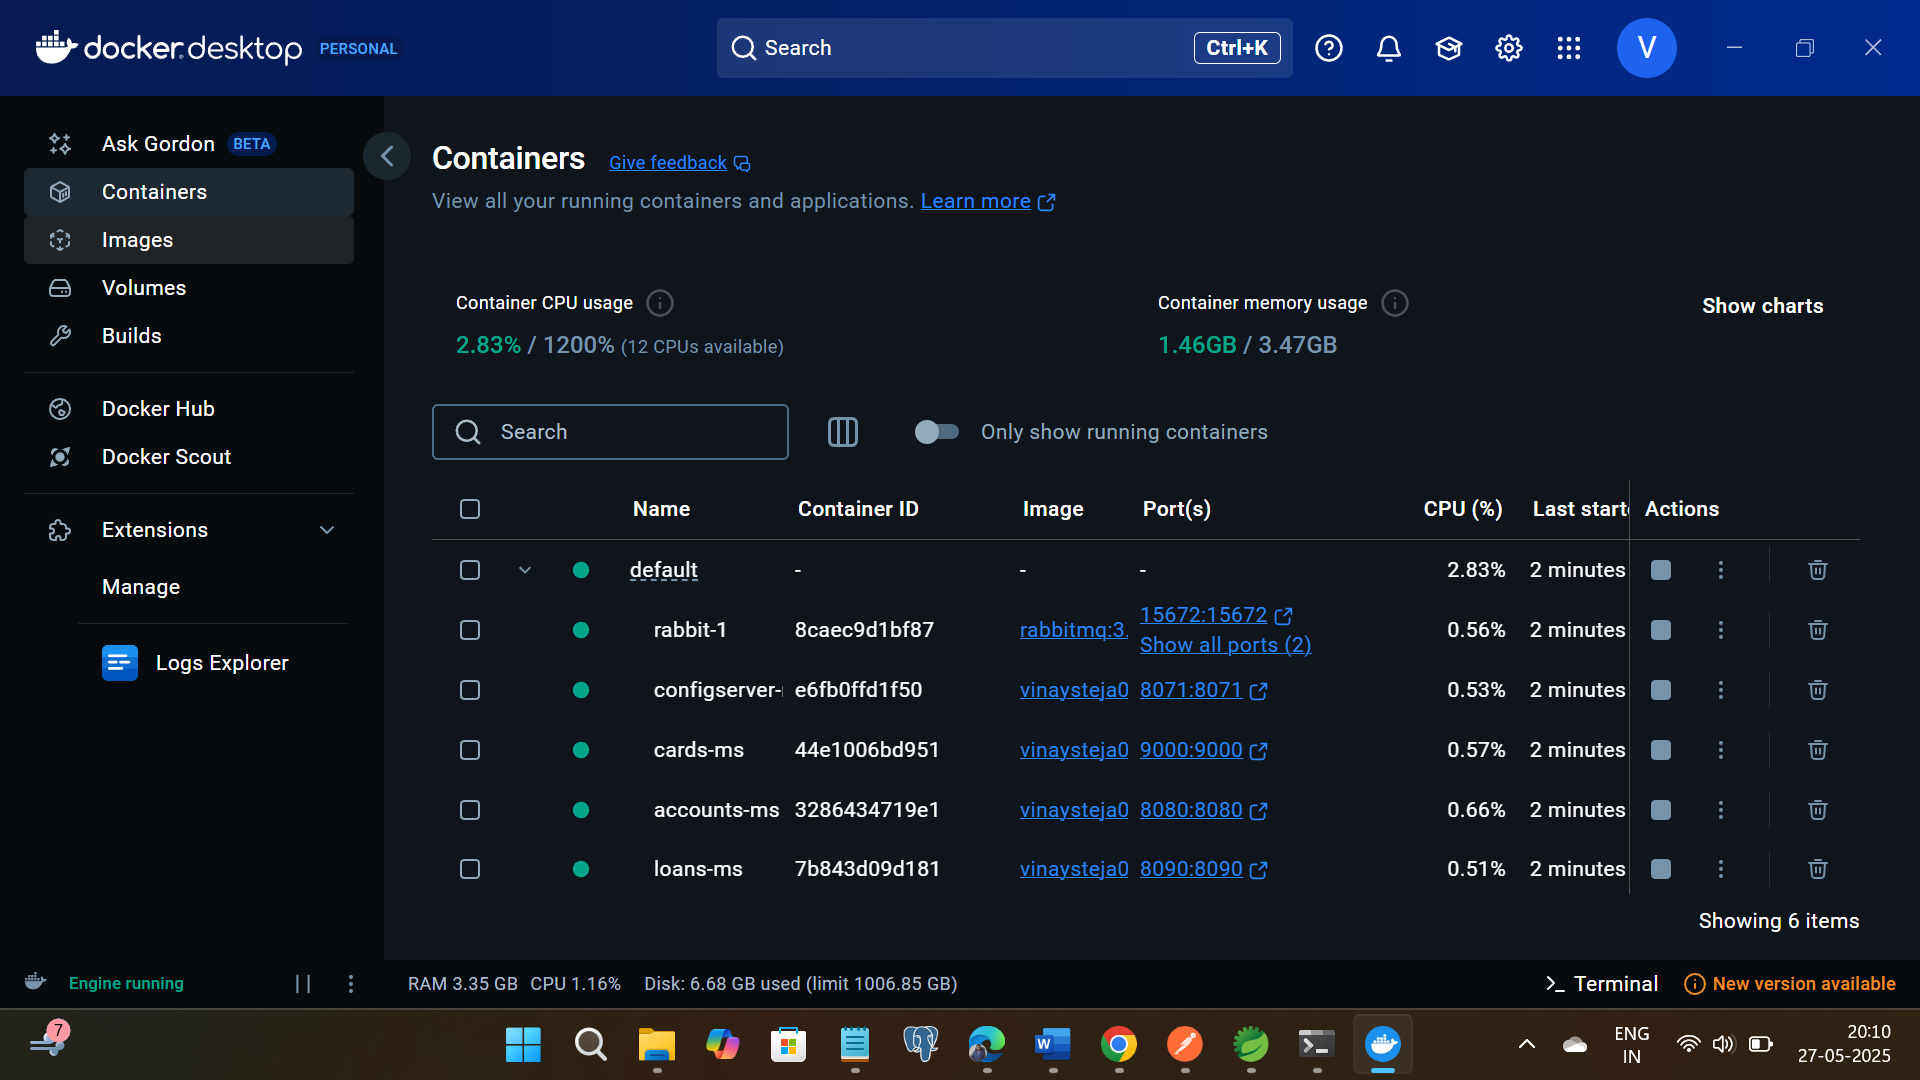 docker.desktop PERSONAL
Search
Ctrl+K
V
Ask Gordon BETA
Containers
Images
Volumes
Builds
Docker Hub
Docker Scout
Extensions
Manage
Logs Explorer
Containers Give feedback
View all your running containers and applications. Learn more
Container CPU usage
2.83% / 1200% (12 CPUs available)
Container memory usage
1.46GB / 3.47GB
Show charts
Search
Only show running containers
Name Container ID Image Port(s) CPU (%) Last starte Actions
default - - - 2.83% 2 minutes
rabbit-1 8caec9d1bf87 rabbitmq:3. 15672:15672 0.56% 2 minutes
Show all ports (2)
configserver- e6fb0ffd1f50 vinaysteja0 8071:8071 0.53% 2 minutes
cards-ms 44e1006bd951 vinaysteja0 9000:9000 0.57% 2 minutes
accounts-ms 3286434719e1 vinaysteja0 8080:8080 0.66% 2 minutes
loans-ms 7b843d09d181 vinaysteja0 8090:8090 0.51% 2 minutes
Showing 6 items
Engine running
RAM 3.35 GB CPU 1.16% Disk: 6.68 GB used (limit 1006.85 GB)
Terminal
New version available
7
W
ENG
IN
20:10
27-05-2025